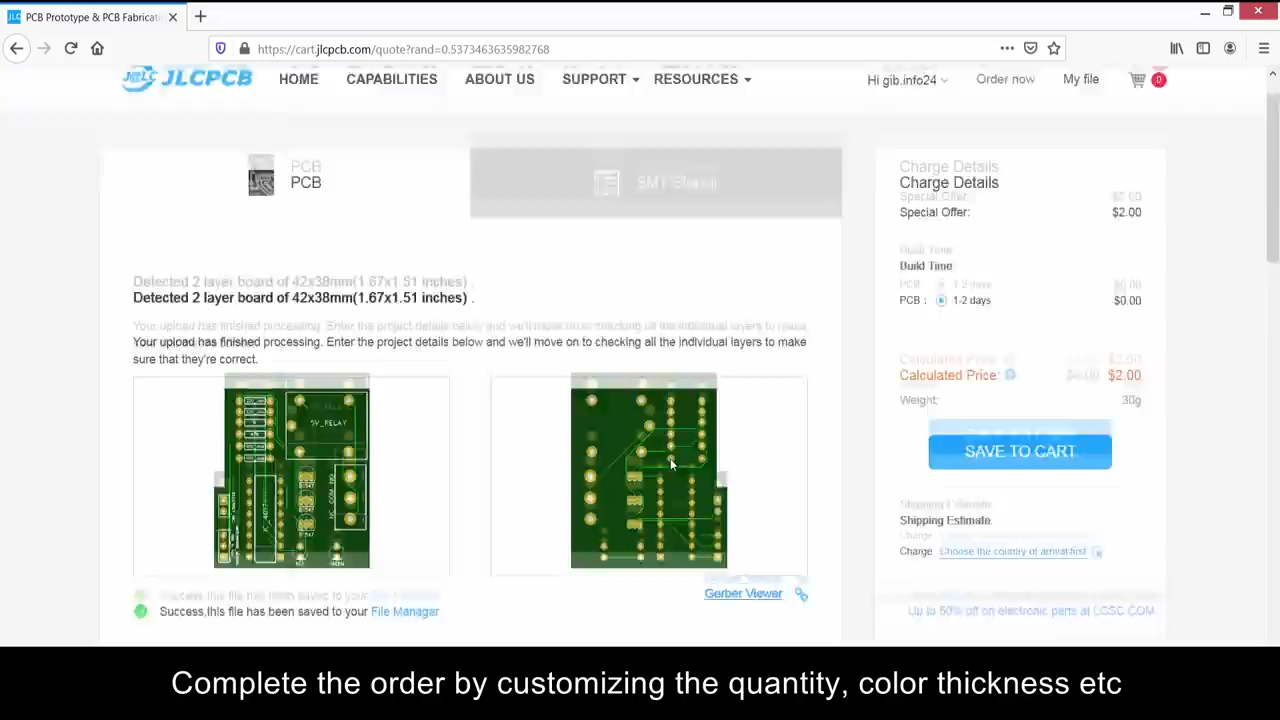 PCB Prototype & PCB Fabricati
https://cart.jlcpcb.com/quote?rand=0.5373463635982768
JLCPCB
HOME
CAPABILITIES
ABOUT US
SUPPORT
RESOURCES
Hi gib.info24
Order now
My file
0
PCB
SMT-Stencil
Charge Details
Special Offer: $2.00
Build Time
PCB : 1-2 days $0.00
Calculated Price: $4.00 $2.00
Weight: 30g
SAVE TO CART
Shipping Estimate
Charge Choose the country of arrival first
Up to 50% off on electronic parts at LCSC.COM
Detected 2 layer board of 42x38mm(1.67x1.51 inches) .
Your upload has finished processing. Enter the project details below and we'll move on to checking all the individual layers to make
sure that they're correct.
5V_RELAY
Gerber Viewer
Success,this file has been saved to your File Manager
Complete the order by customizing the quantity, color thickness etc